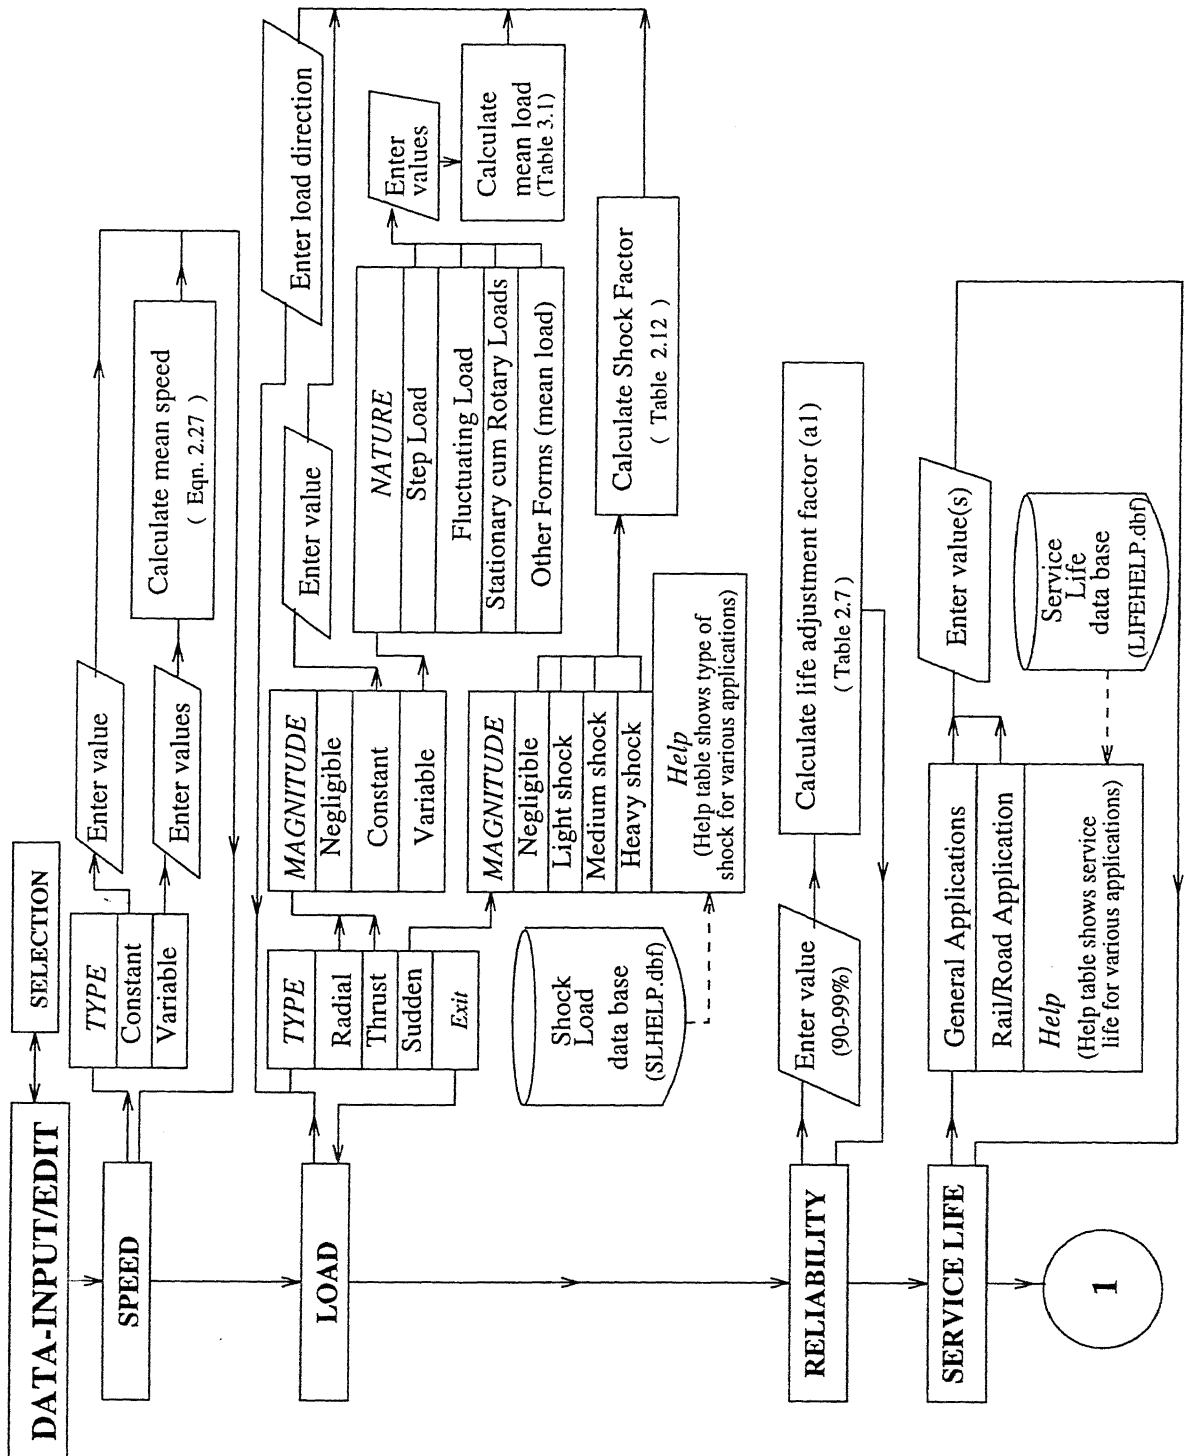 DATA-INPUT/EDIT
SELECTION
SPEED
TYPE
Constant
Variable
Enter value
Enter values
Calculate mean speed
( Eqn. 2.27 )
LOAD
TYPE
Radial
Thrust
Sudden
Exit
MAGNITUDE
Negligible
Constant
Variable
Enter value
Enter load direction
NATURE
Step Load
Fluctuating Load
Stationary cum Rotary Loads
Other Forms (mean load)
Enter
values
Calculate
mean load
(Table 3.1)
MAGNITUDE
Negligible
Light shock
Medium shock
Heavy shock
Help
(Help table shows type of
shock for various applications)
Calculate Shock Factor
( Table 2.12 )
Shock
Load
data base
(SLHELP.dbf)
RELIABILITY
Enter value
(90-99%)
Calculate life adjustment factor (a1)
( Table 2.7 )
SERVICE LIFE
General Applications
Rail/Road Application
Help
(Help table shows service
life for various applications)
Enter value(s)
Service
Life
data base
(LIFEHELP.dbf)
1